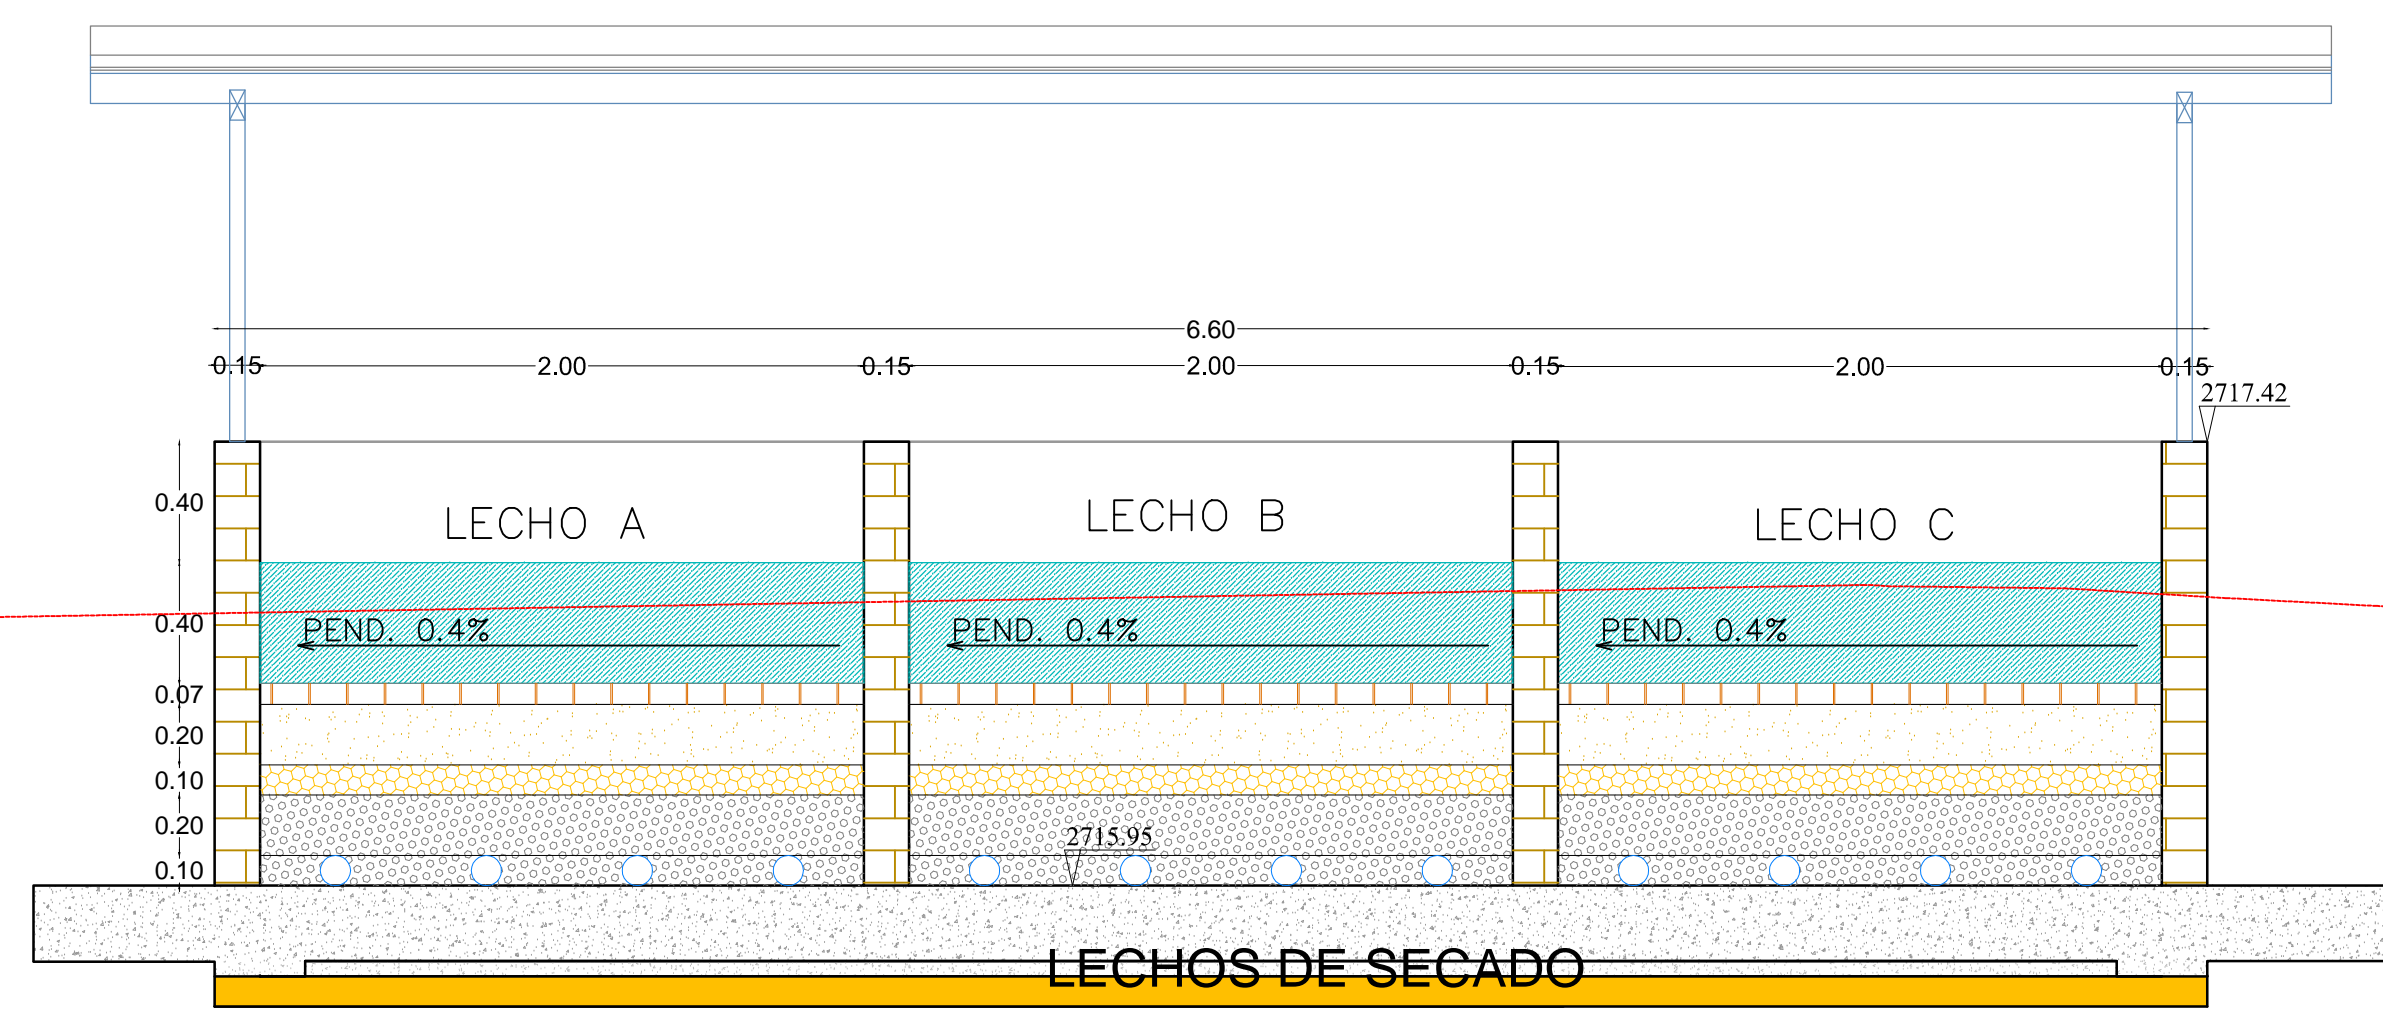 6.60
0.15 2.00 0.15 2.00 0.15 2.00 0.15
2717.42
0.40
LECHO A
LECHO B
LECHO C
0.40
PEND. 0.4%
PEND. 0.4%
PEND. 0.4%
0.07
0.20
0.10
0.20
2715.95
0.10
LECHOS DE SECADO